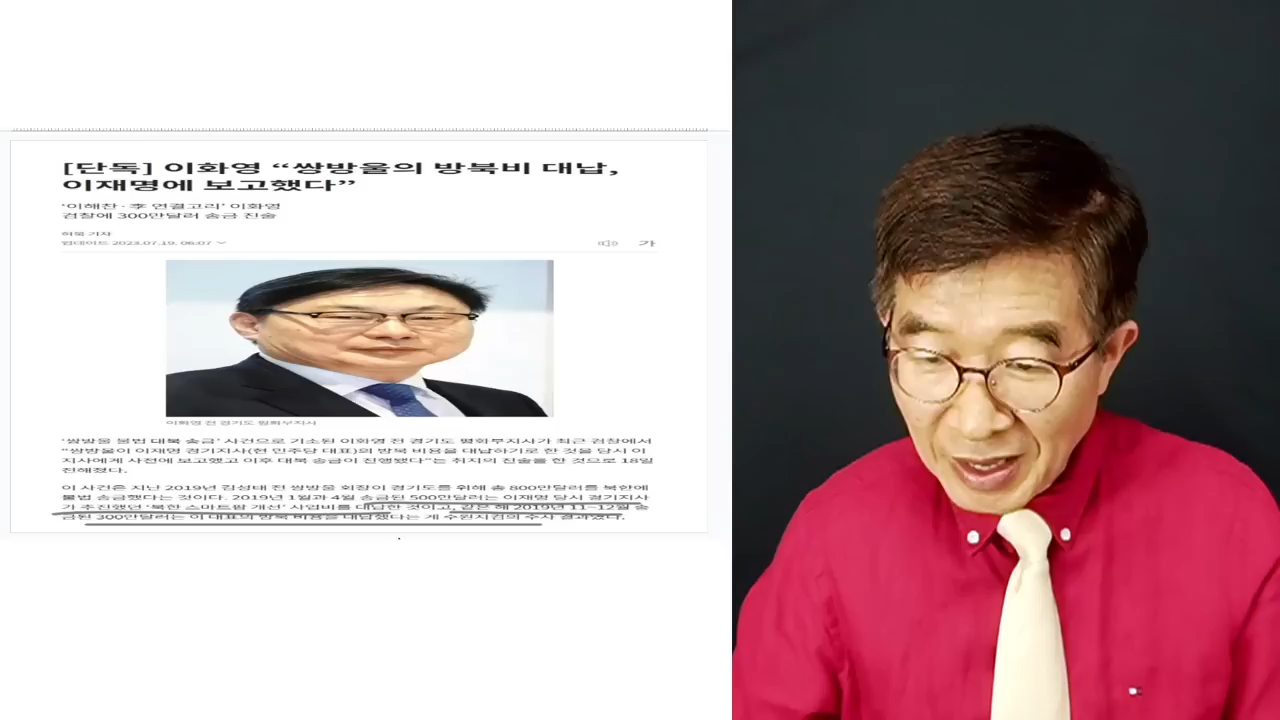 [단독] 이화영 “쌍방울의 방북비 대납,
이재명에 보고했다”
‘이해찬·李 연결고리’ 이화영
검찰에 300만달러 송금 진술
허욱 기자
업데이트 2023.07.19. 06:07
가
이화영 전 경기도 평화부지사
‘쌍방울 불법 대북 송금’ 사건으로 기소된 이화영 전 경기도 평화부지사가 최근 검찰에서
“쌍방울이 이재명 경기지사(현 민주당 대표)의 방북 비용을 대납하기로 한 것을 당시 이
지사에게 사전에 보고했고 이후 대북 송금이 진행됐다”는 취지의 진술을 한 것으로 18일
전해졌다.
이 사건은 지난 2019년 김성태 전 쌍방울 회장이 경기도를 위해 총 800만달러를 북한에
불법 송금했다는 것이다. 2019년 1월과 4월 송금된 500만달러는 이재명 당시 경기지사
가 추진했던 ‘북한 스마트팜 개선’ 사업비를 대납한 것이고, 같은 해 2019년 11~12월 송
금된 300만달러는 이 대표의 방북 비용을 대납했다는 게 수원지검의 수사 결과였다.